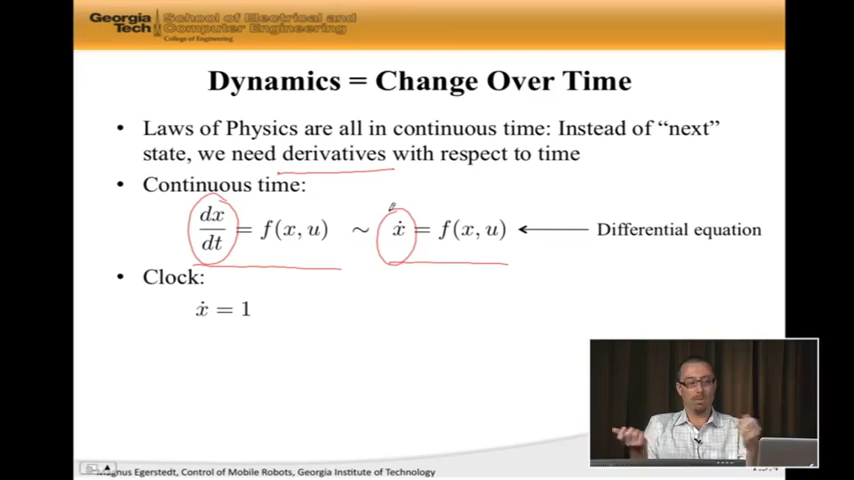 Georgia Tech
School of Electrical and Computer Engineering
College of Engineering
Dynamics = Change Over Time
• Laws of Physics are all in continuous time: Instead of “next”
state, we need derivatives with respect to time
• Continuous time:
dx/dt = f(x, u) ∼ ẋ = f(x, u) ← Differential equation
• Clock:
ẋ = 1
Magnus Egerstedt, Control of Mobile Robots, Georgia Institute of Technology